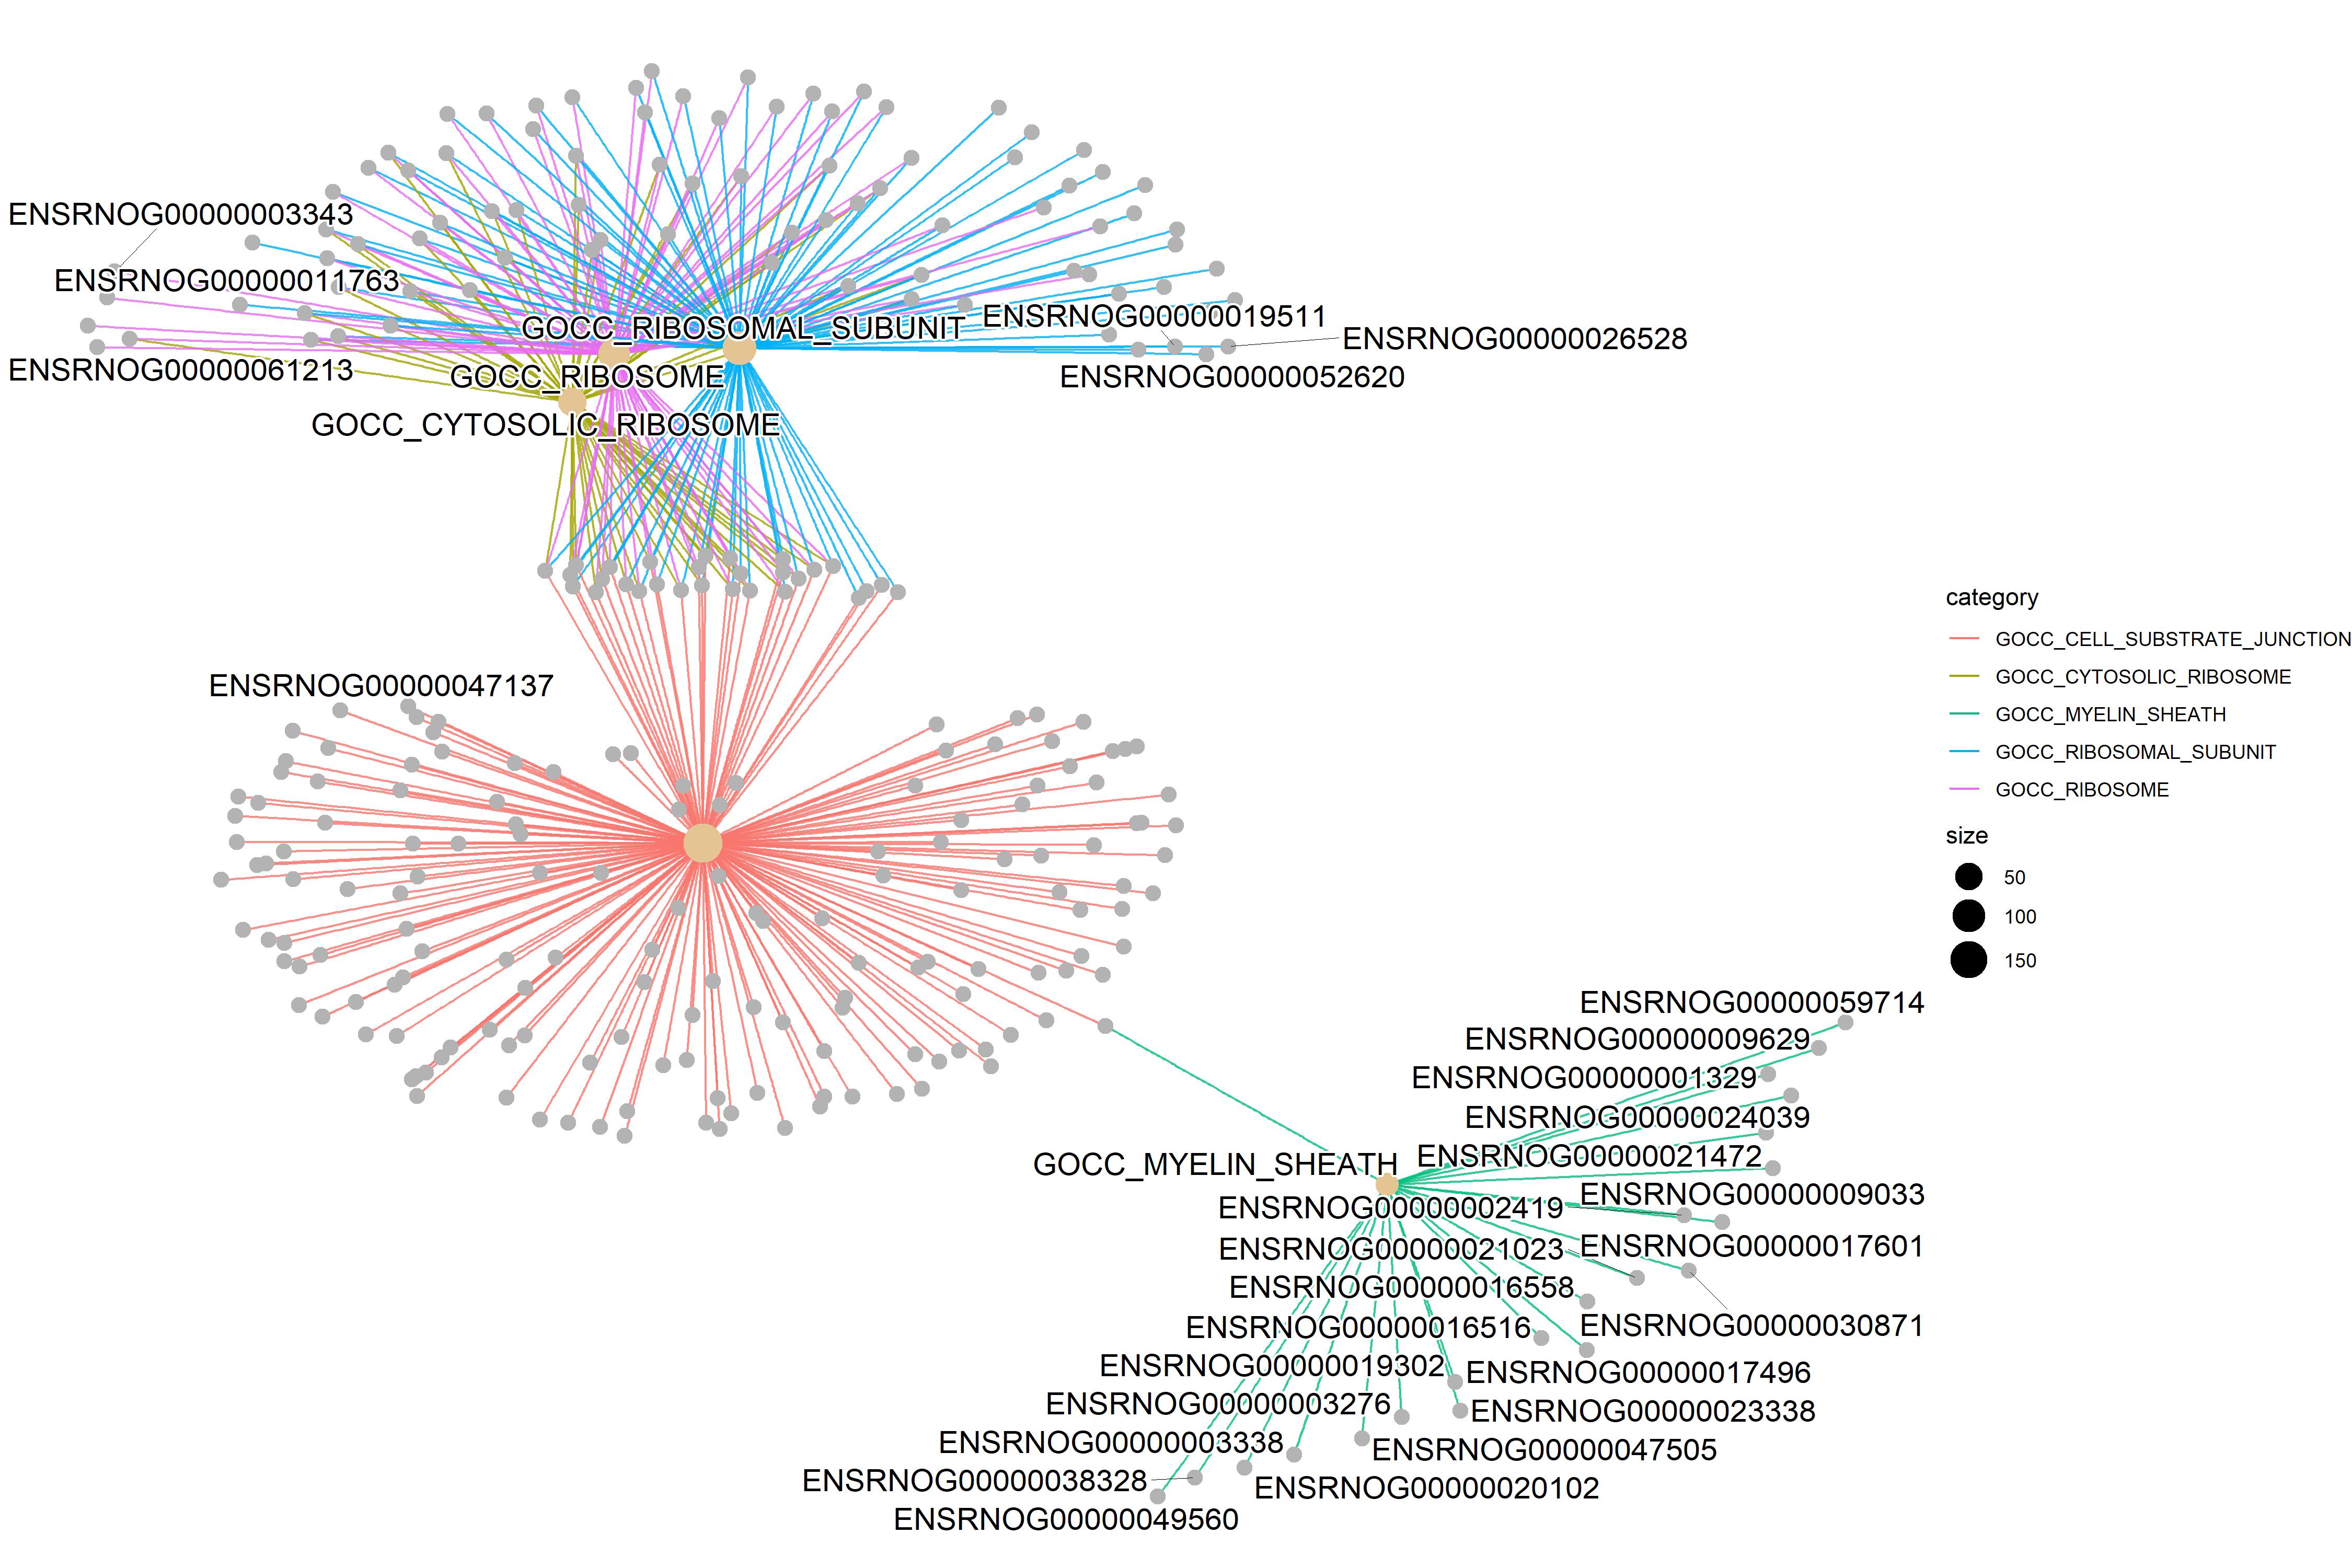 ENSRNOG00000003343
ENSRNOG00000011763
GOCC_RIBOSOMAL_SUBUNIT
ENSRNOG00000019511
ENSRNOG00000026528
ENSRNOG00000061213
GOCC_RIBOSOME
ENSRNOG00000052620
GOCC_CYTOSOLIC_RIBOSOME
ENSRNOG00000047137
category
GOCC_CELL_SUBSTRATE_JUNCTION
GOCC_CYTOSOLIC_RIBOSOME
GOCC_MYELIN_SHEATH
GOCC_RIBOSOMAL_SUBUNIT
GOCC_RIBOSOME
size
50
100
150
ENSRNOG00000059714
ENSRNOG00000009629
ENSRNOG00000001329
ENSRNOG00000024039
GOCC_MYELIN_SHEATH
ENSRNOG00000021472
ENSRNOG00000009033
ENSRNOG00000002419
ENSRNOG00000021023
ENSRNOG00000017601
ENSRNOG00000016558
ENSRNOG00000016516
ENSRNOG00000030871
ENSRNOG00000019302
ENSRNOG00000017496
ENSRNOG00000003276
ENSRNOG00000023338
ENSRNOG00000003338
ENSRNOG00000047505
ENSRNOG00000038328
ENSRNOG00000020102
ENSRNOG00000049560